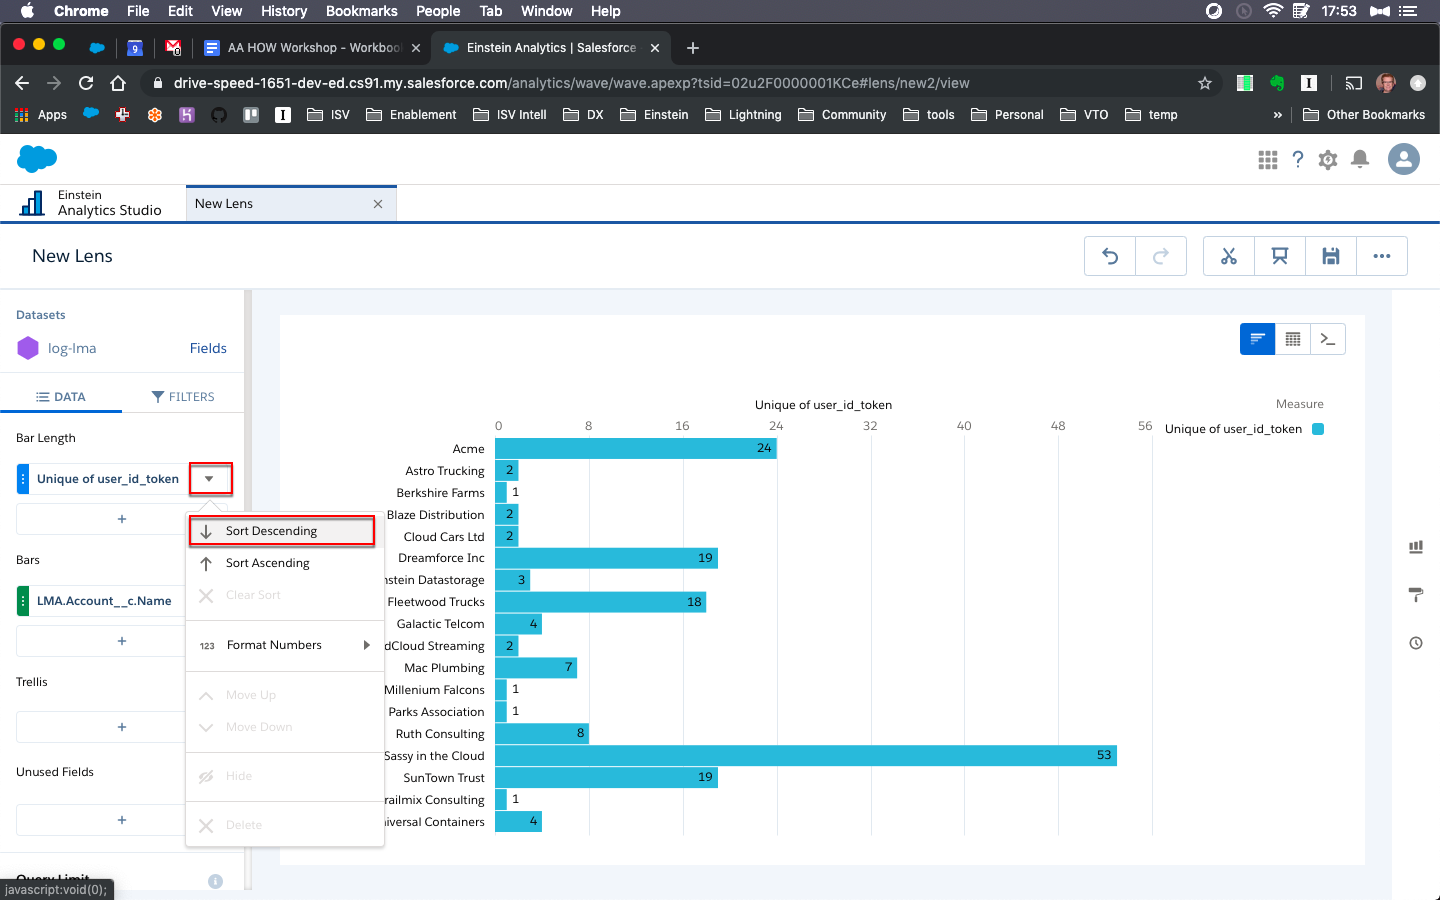 Chrome File Edit View History Bookmarks People Tab Window Help 17:53
9 0 AA HOW Workshop - Workboo Einstein Analytics | Salesforce
drive-speed-1651-dev-ed.cs91.my.salesforce.com/analytics/wave/wave.apexp?tsid=02u2F0000001KCe#lens/new2/view
Apps ISV Enablement ISV Intell DX Einstein Lightning Community tools Personal VTO temp » Other Bookmarks
Einstein
Analytics Studio
New Lens
New Lens
Datasets
log-lma Fields
DATA FILTERS
Bar Length
Unique of user_id_token
Bars
LMA.Account__c.Name
Trellis
Unused Fields
Query Limit
javascript:void(0);
Sort Descending
Sort Ascending
Clear Sort
123 Format Numbers
Move Up
Move Down
Hide
Delete
Unique of user_id_token
0 8 16 24 32 40 48 56
Measure
Unique of user_id_token
Acme 24
Astro Trucking 2
Berkshire Farms 1
Blaze Distribution 2
Cloud Cars Ltd 2
Dreamforce Inc 19
nstein Datastorage 3
Fleetwood Trucks 18
Galactic Telcom 4
dCloud Streaming 2
Mac Plumbing 7
Millenium Falcons 1
Parks Association 1
Ruth Consulting 8
Sassy in the Cloud 53
SunTown Trust 19
railmix Consulting 1
iversal Containers 4